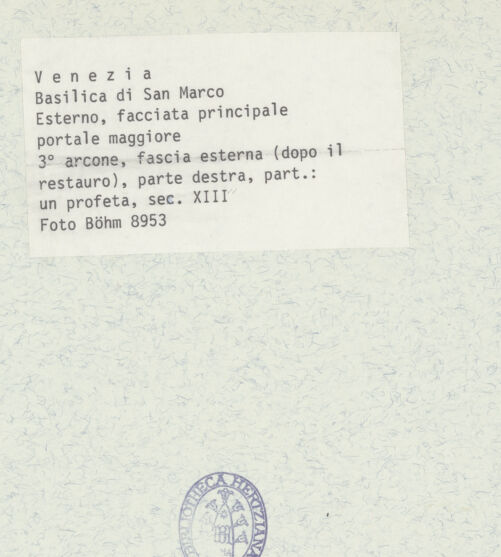 V e n e z i a
Basilica di San Marco
Esterno, facciata principale
portale maggiore
3° arcone, fascia esterna (dopo il
restauro), parte destra, part.:
un profeta, sec. XIII
Foto Böhm 8953
BIBLIOTHECA HERTZIANA